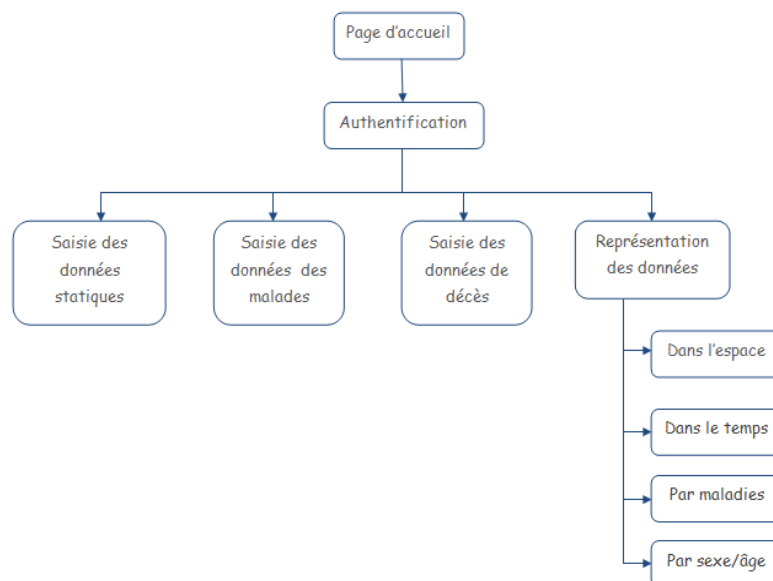 Page d'accueil
Authentification
Saisie des
données
statiques
Saisie des
données des
malades
Saisie des
données de
décès
Représentation
des données
Dans l'espace
Dans le temps
Par maladies
Par sexe/âge